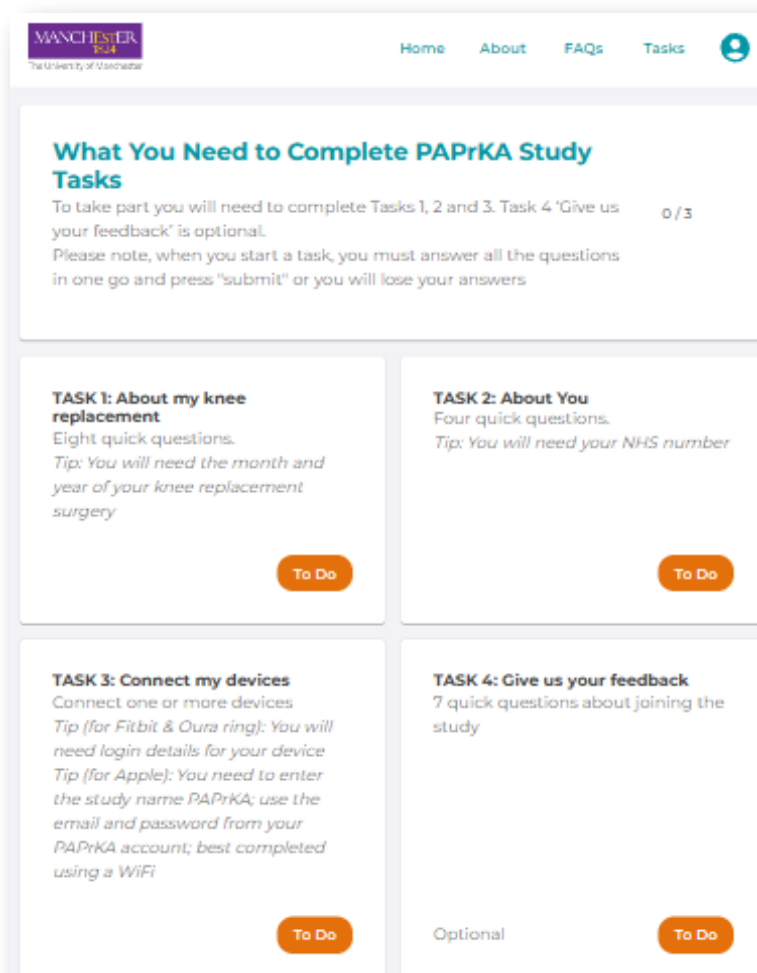 MANCHESTER
1824
The University of Manchester
Home About FAQs Tasks
What You Need to Complete PAPrKA Study
Tasks
To take part you will need to complete Tasks 1, 2 and 3. Task 4 'Give us
your feedback' is optional.
Please note, when you start a task, you must answer all the questions
in one go and press "submit" or you will lose your answers
0 / 3
TASK 1: About my knee
replacement
Eight quick questions.
Tip: You will need the month and
year of your knee replacement
surgery
To Do
TASK 2: About You
Four quick questions.
Tip: You will need your NHS number
To Do
TASK 3: Connect my devices
Connect one or more devices
Tip (for Fitbit & Oura ring): You will
need login details for your device
Tip (for Apple): You need to enter
the study name PAPrKA; use the
email and password from your
PAPrKA account; best completed
using a WiFi
To Do
TASK 4: Give us your feedback
7 quick questions about joining the
study
Optional
To Do